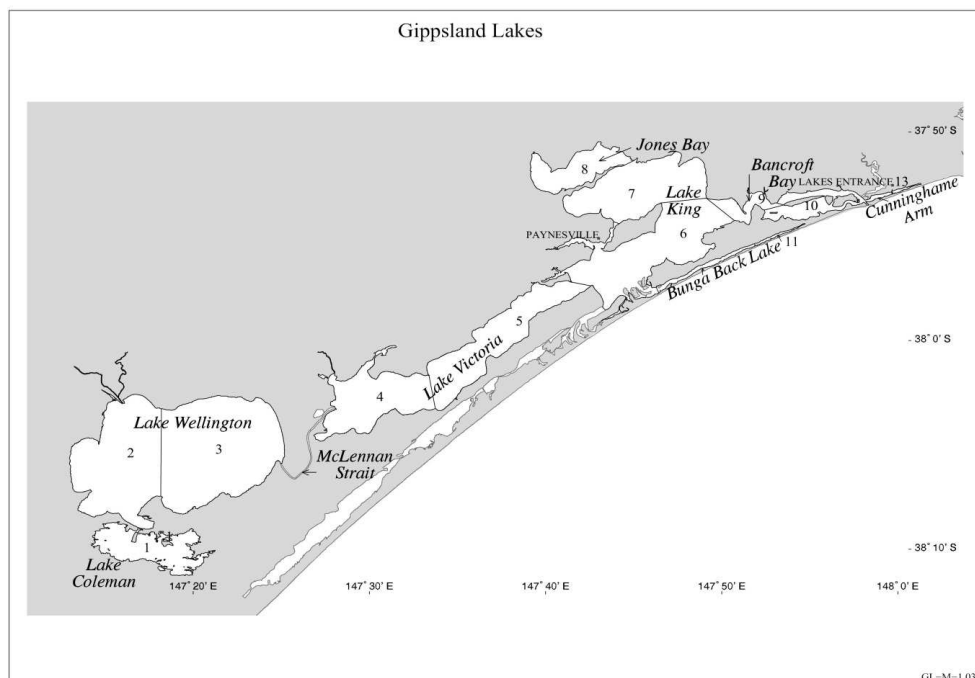 Gippsland Lakes
37° 50' S
Jones Bay
8
Bancroft
Bay
LAKES ENTRANCE 13
7
Lake
King
9
10
Cunninghame
Arm
PAYNESVILLE
6
11
Bunga Back Lake
5
38° 0' S
Lake Victoria
4
Lake Wellington
2
3
McLennan
Strait
1
38° 10' S
Lake
Coleman
147° 20' E
147° 30' E
147° 40' E
147° 50' E
148° 0' E
GL-M-1.03